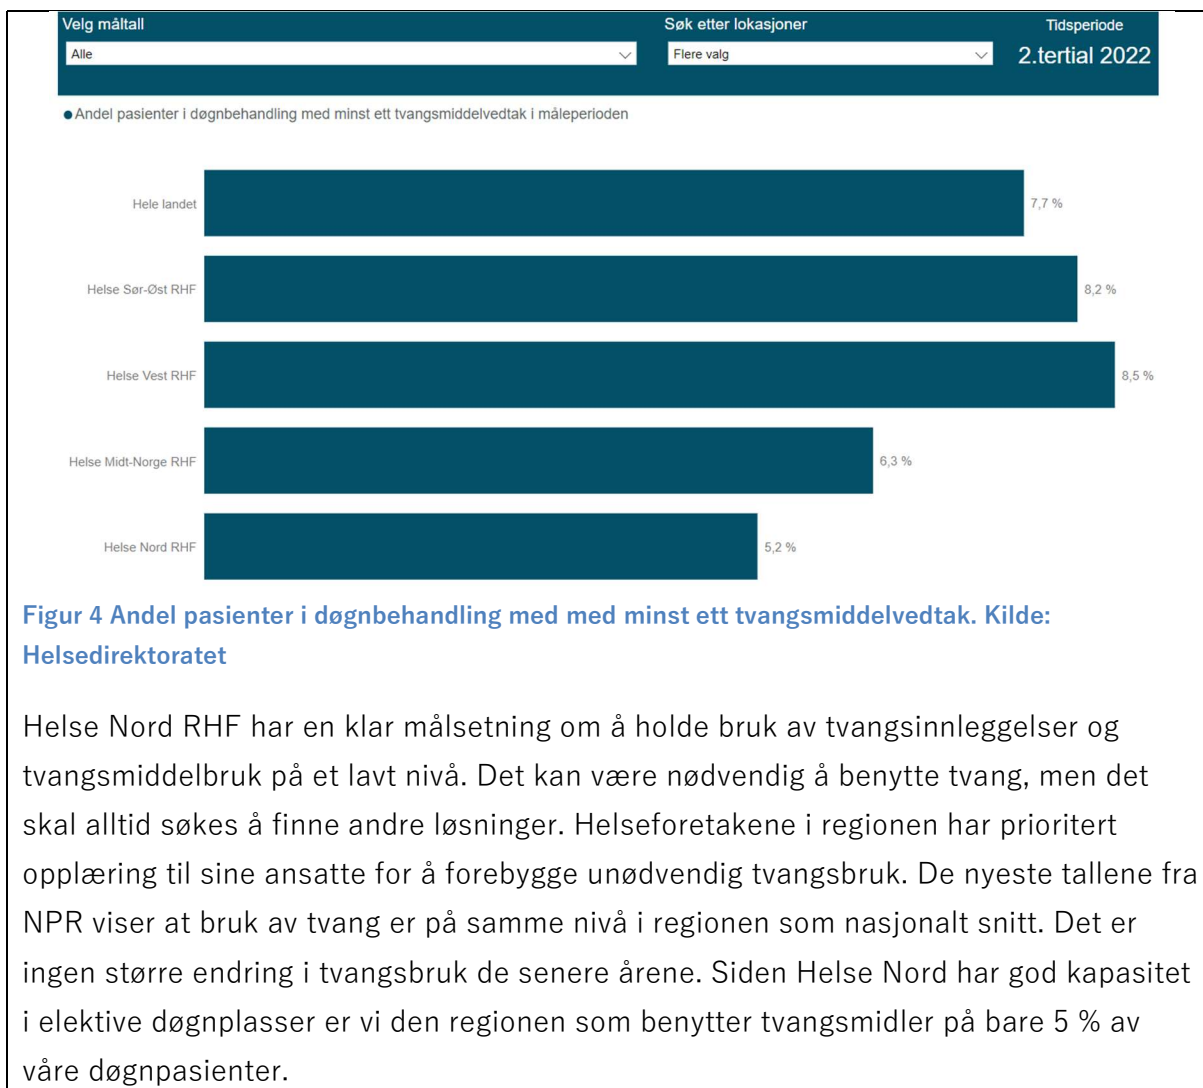 Velg måltall
Søk etter lokasjoner
Tidsperiode
Alle
Flere valg
2.tertial 2022
Andel pasienter i døgnbehandling med minst ett tvangsmiddelvedtak i måleperioden
Hele landet
7,7 %
Helse Sør-Øst RHF
8,2 %
Helse Vest RHF
8,5 %
Helse Midt-Norge RHF
6,3 %
Helse Nord RHF
5,2 %
Figur 4 Andel pasienter i døgnbehandling med med minst ett tvangsmiddelvedtak. Kilde:
Helsedirektoratet
Helse Nord RHF har en klar målsetning om å holde bruk av tvangsinnleggelser og
tvangsmiddelbruk på et lavt nivå. Det kan være nødvendig å benytte tvang, men det
skal alltid søkes å finne andre løsninger. Helseforetakene i regionen har prioritert
opplæring til sine ansatte for å forebygge unødvendig tvangsbruk. De nyeste tallene fra
NPR viser at bruk av tvang er på samme nivå i regionen som nasjonalt snitt. Det er
ingen større endring i tvangsbruk de senere årene. Siden Helse Nord har god kapasitet
i elektive døgnplasser er vi den regionen som benytter tvangsmidler på bare 5 % av
våre døgnpasienter.